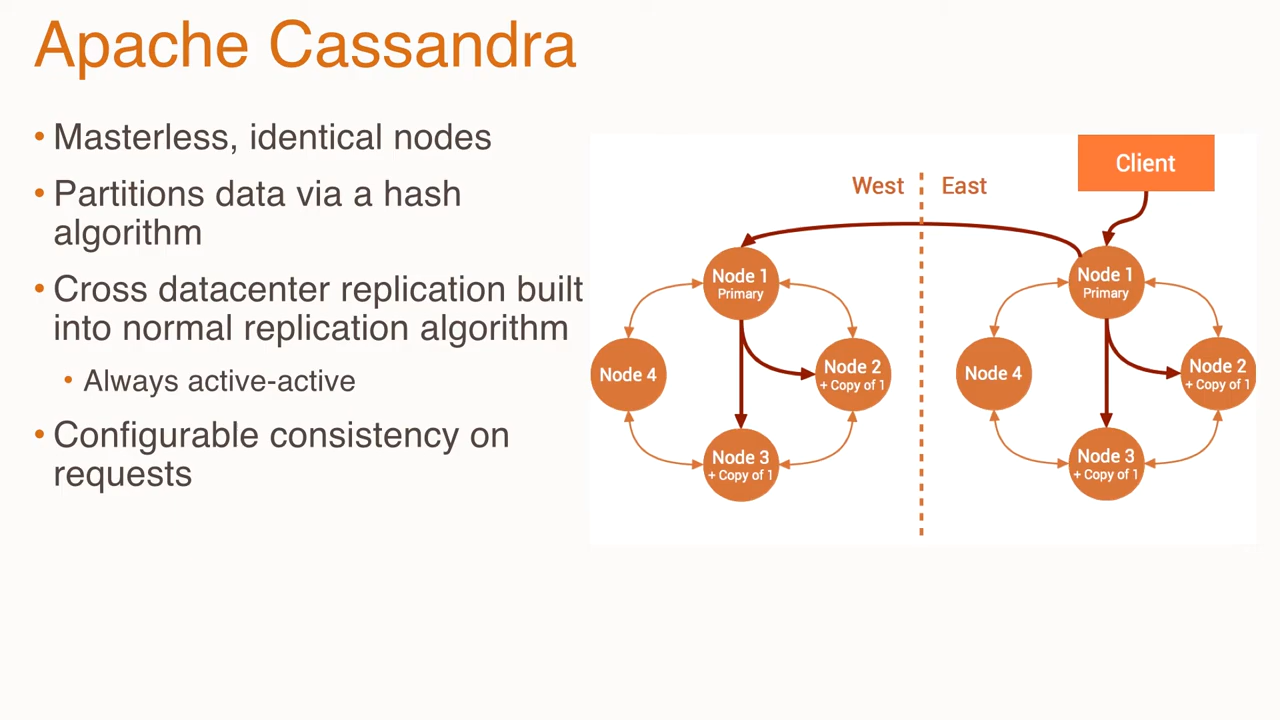 Apache Cassandra
• Masterless, identical nodes
• Partitions data via a hash
algorithm
• Cross datacenter replication built
into normal replication algorithm
• Always active-active
• Configurable consistency on
requests
Client
West
East
Node 1
Primary
Node 4
Node 2
+ Copy of 1
Node 3
+ Copy of 1
Node 1
Primary
Node 4
Node 2
+ Copy of 1
Node 3
+ Copy of 1